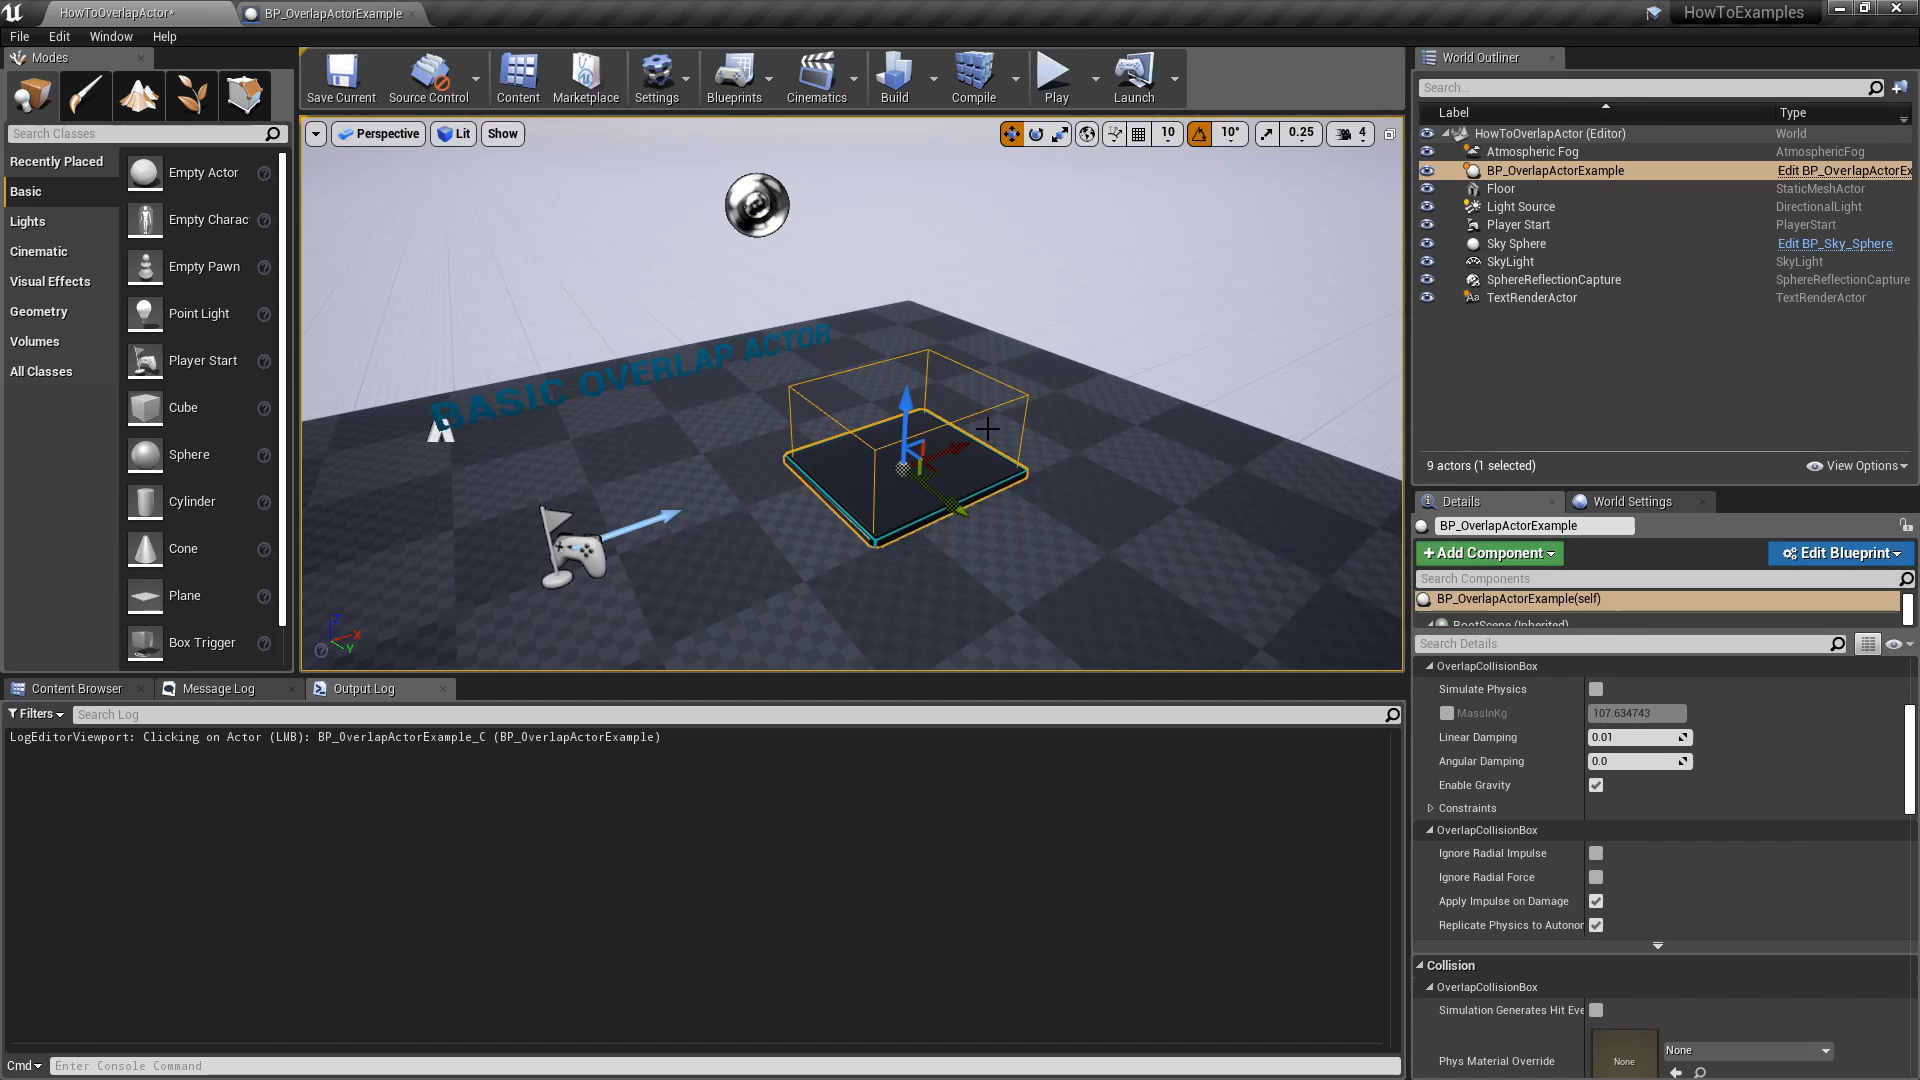 HowToOverlapActor*
BP_OverlapActorExample
HowToExamples
File
Edit
Window
Help
Modes
Search Classes
Recently Placed
Basic
Lights
Cinematic
Visual Effects
Geometry
Volumes
All Classes
Empty Actor
Empty Charac
Empty Pawn
Point Light
Player Start
Cube
Sphere
Cylinder
Cone
Plane
Box Trigger
Save Current
Source Control
Content
Marketplace
Settings
Blueprints
Cinematics
Build
Compile
Play
Launch
Perspective
Lit
Show
10
10°
0.25
4
BASIC OVERLAP ACTOR
Z
X
Y
World Outliner
Search...
Label
Type
HowToOverlapActor (Editor)
World
Atmospheric Fog
AtmosphericFog
BP_OverlapActorExample
Edit BP_OverlapActorEx
Floor
StaticMeshActor
Light Source
DirectionalLight
Player Start
PlayerStart
Sky Sphere
Edit BP_Sky_Sphere
SkyLight
SkyLight
SphereReflectionCapture
SphereReflectionCapture
TextRenderActor
TextRenderActor
9 actors (1 selected)
View Options
Details
World Settings
BP_OverlapActorExample
+ Add Component
Edit Blueprint
Search Components
BP_OverlapActorExample(self)
RootScene (Inherited)
Search Details
OverlapCollisionBox
Simulate Physics
MassInKg
107.634743
Linear Damping
0.01
Angular Damping
0.0
Enable Gravity
Constraints
OverlapCollisionBox
Ignore Radial Impulse
Ignore Radial Force
Apply Impulse on Damage
Replicate Physics to Autonor
Collision
OverlapCollisionBox
Simulation Generates Hit Eve
Phys Material Override
None
None
Content Browser
Message Log
Output Log
Filters
Search Log
LogEditorViewport: Clicking on Actor (LMB): BP_OverlapActorExample_C (BP_OverlapActorExample)
Cmd
Enter Console Command